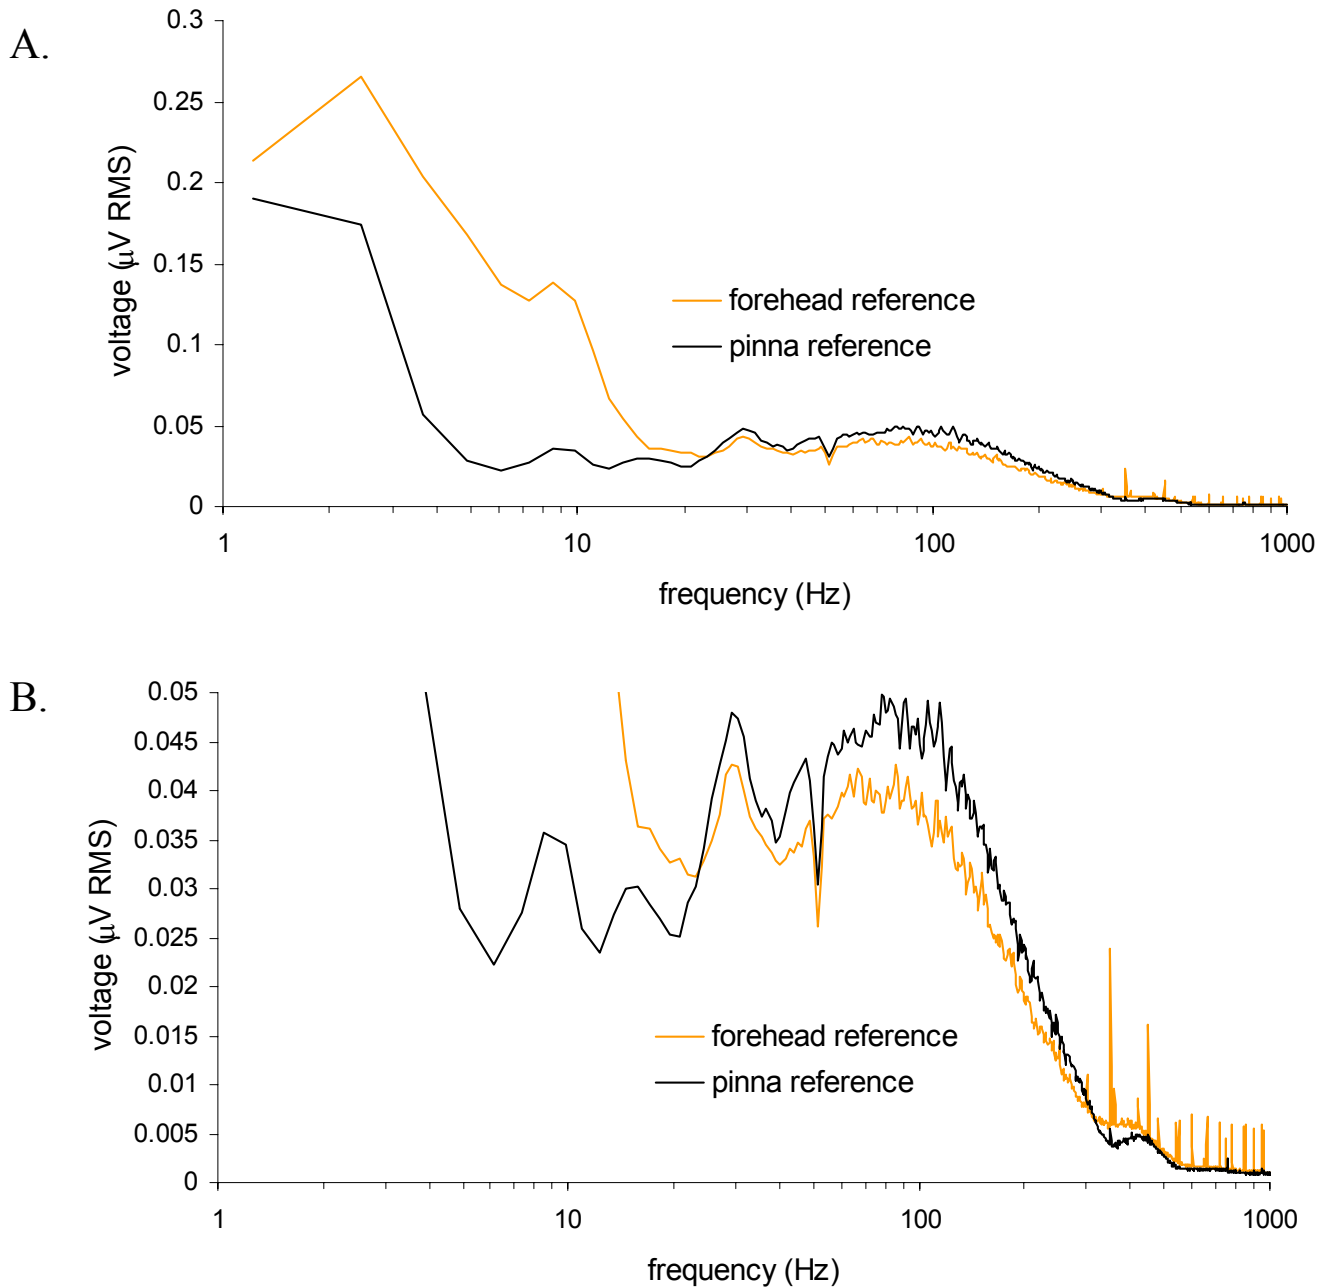 A.
0.3
0.25
0.2
0.15
0.1
0.05
0
voltage (μV RMS)
forehead reference
pinna reference
1
10
100
1000
frequency (Hz)
B.
0.05
0.045
0.04
0.035
0.03
0.025
0.02
0.015
0.01
0.005
0
voltage (μV RMS)
forehead reference
pinna reference
1
10
100
1000
frequency (Hz)